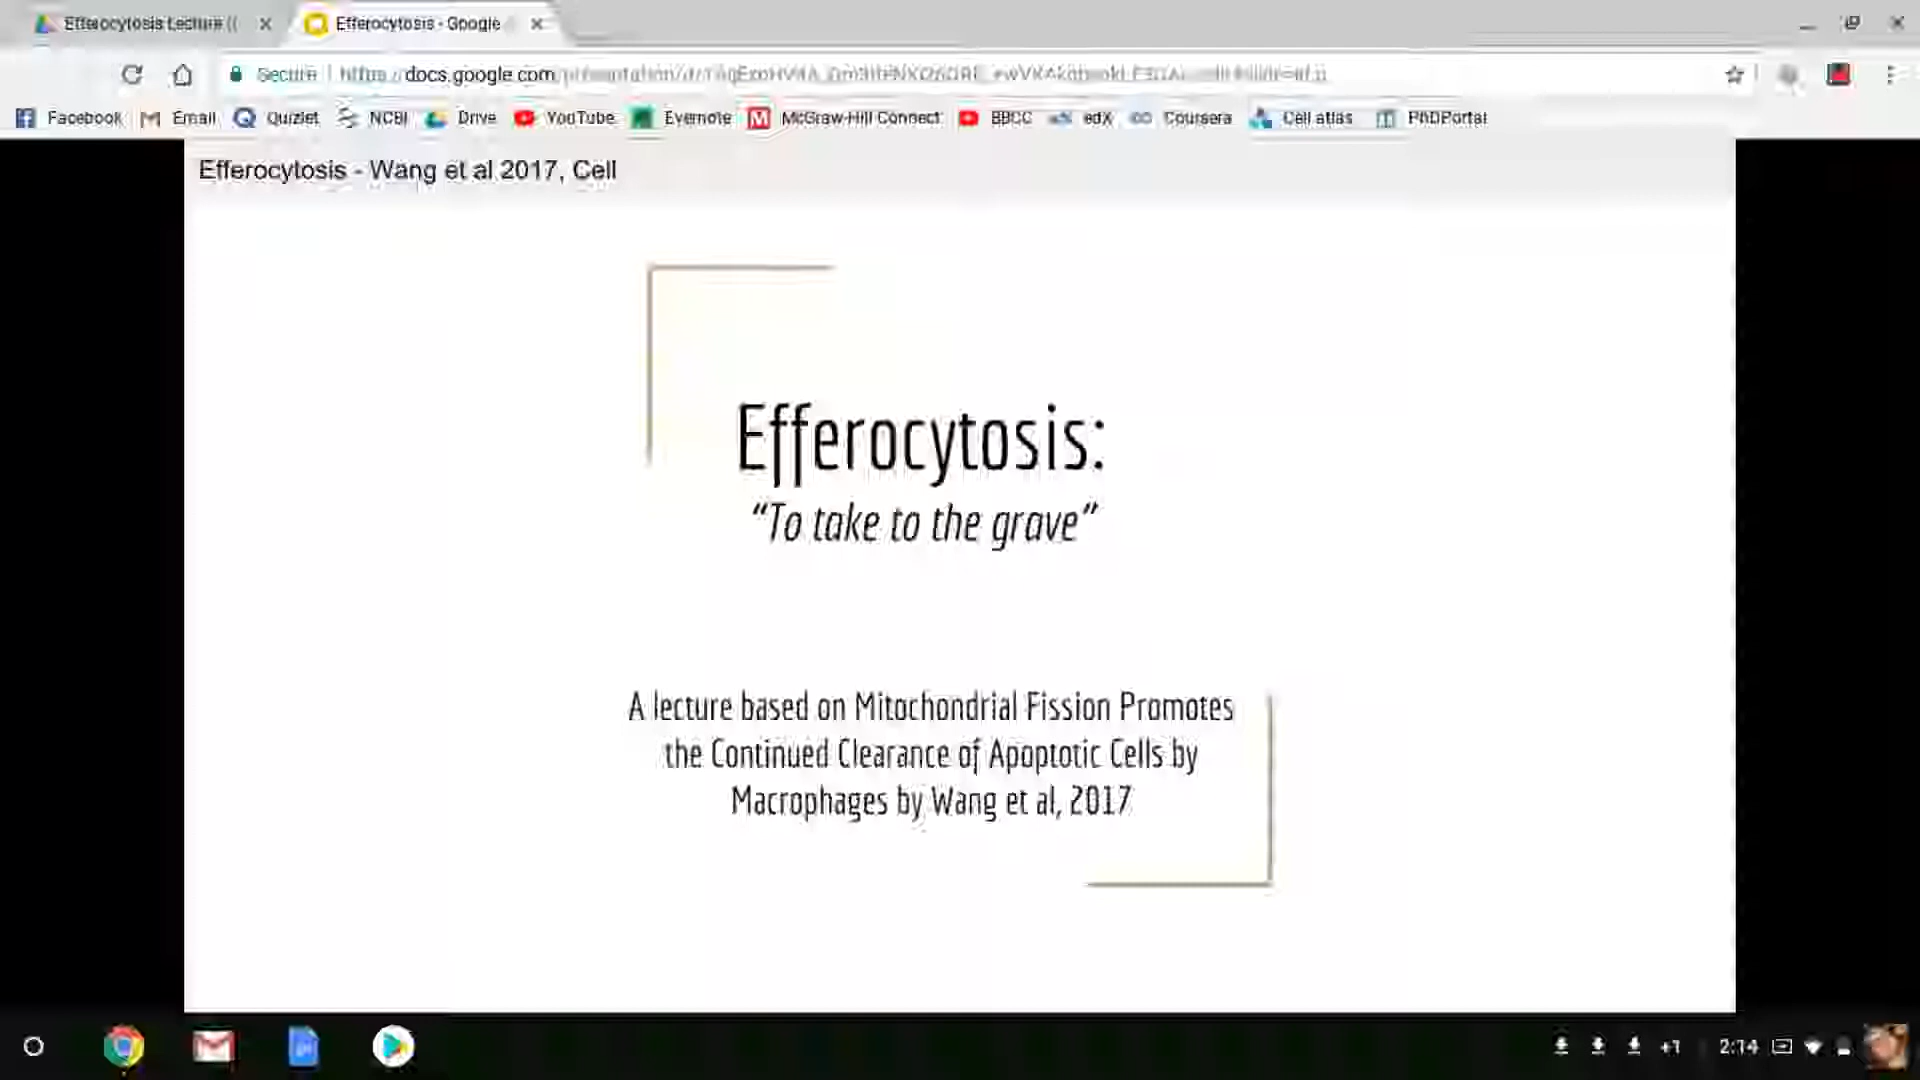 Efferocytosis Lecture ((
Efferocytosis - Google
Secure https://docs.google.com
Facebook Email Quizlet NCBI Drive YouTube Evernote McGraw-Hill Connect BBCC edX Coursera Cell atlas PhDPortal
Efferocytosis - Wang et al 2017, Cell
Efferocytosis:
“To take to the grave”
A lecture based on Mitochondrial Fission Promotes
the Continued Clearance of Apoptotic Cells by
Macrophages by Wang et al, 2017
+1 2:14